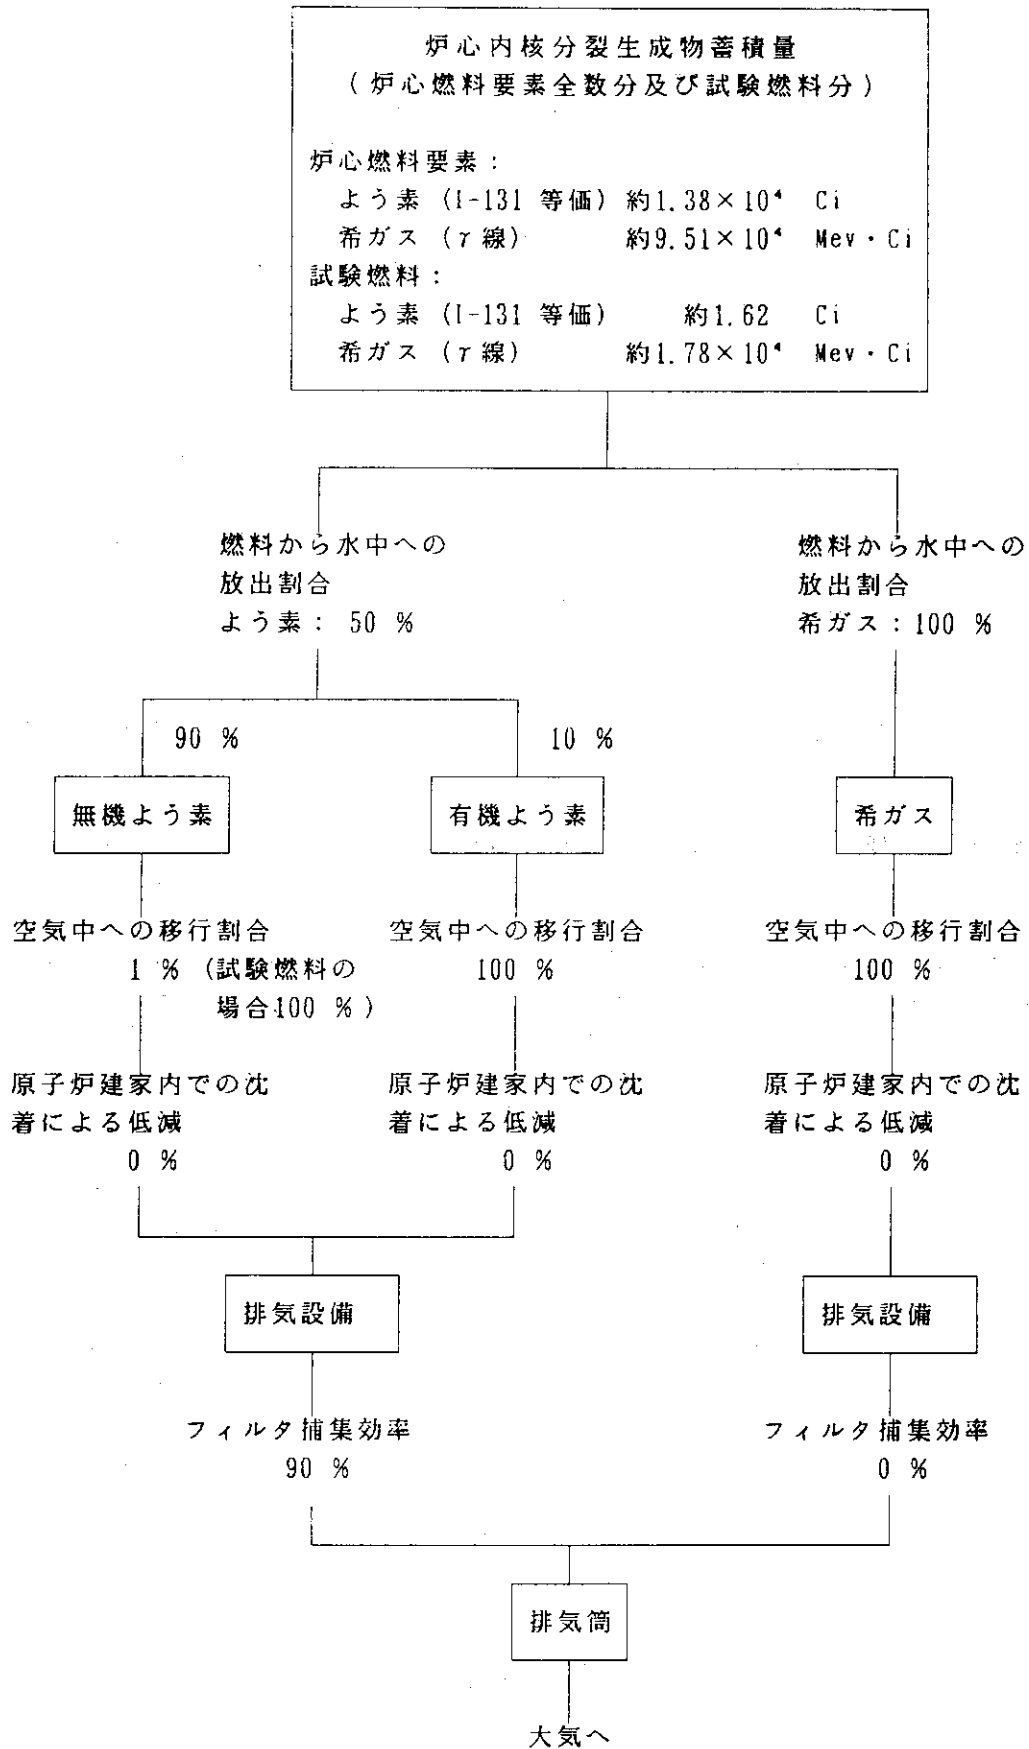 炉心内核分裂生成物蓄積量
(炉心燃料要素全数分及び試験燃料分)
炉心燃料要素:
よう素 (I-131 等価) 約1.38×10⁴ Ci
希ガス (γ線) 約9.51×10⁴ Mev・Ci
試験燃料:
よう素 (I-131 等価) 約1.62 Ci
希ガス (γ線) 約1.78×10⁴ Mev・Ci
燃料から水中への
放出割合
よう素: 50 %
燃料から水中への
放出割合
希ガス:100 %
90 %
10 %
無機よう素
有機よう素
希ガス
空気中への移行割合
1 % (試験燃料の
場合100 %)
空気中への移行割合
100 %
空気中への移行割合
100 %
原子炉建家内での沈
着による低減
0 %
原子炉建家内での沈
着による低減
0 %
原子炉建家内での沈
着による低減
0 %
排気設備
排気設備
フィルタ捕集効率
90 %
フィルタ捕集効率
0 %
排気筒
大気へ